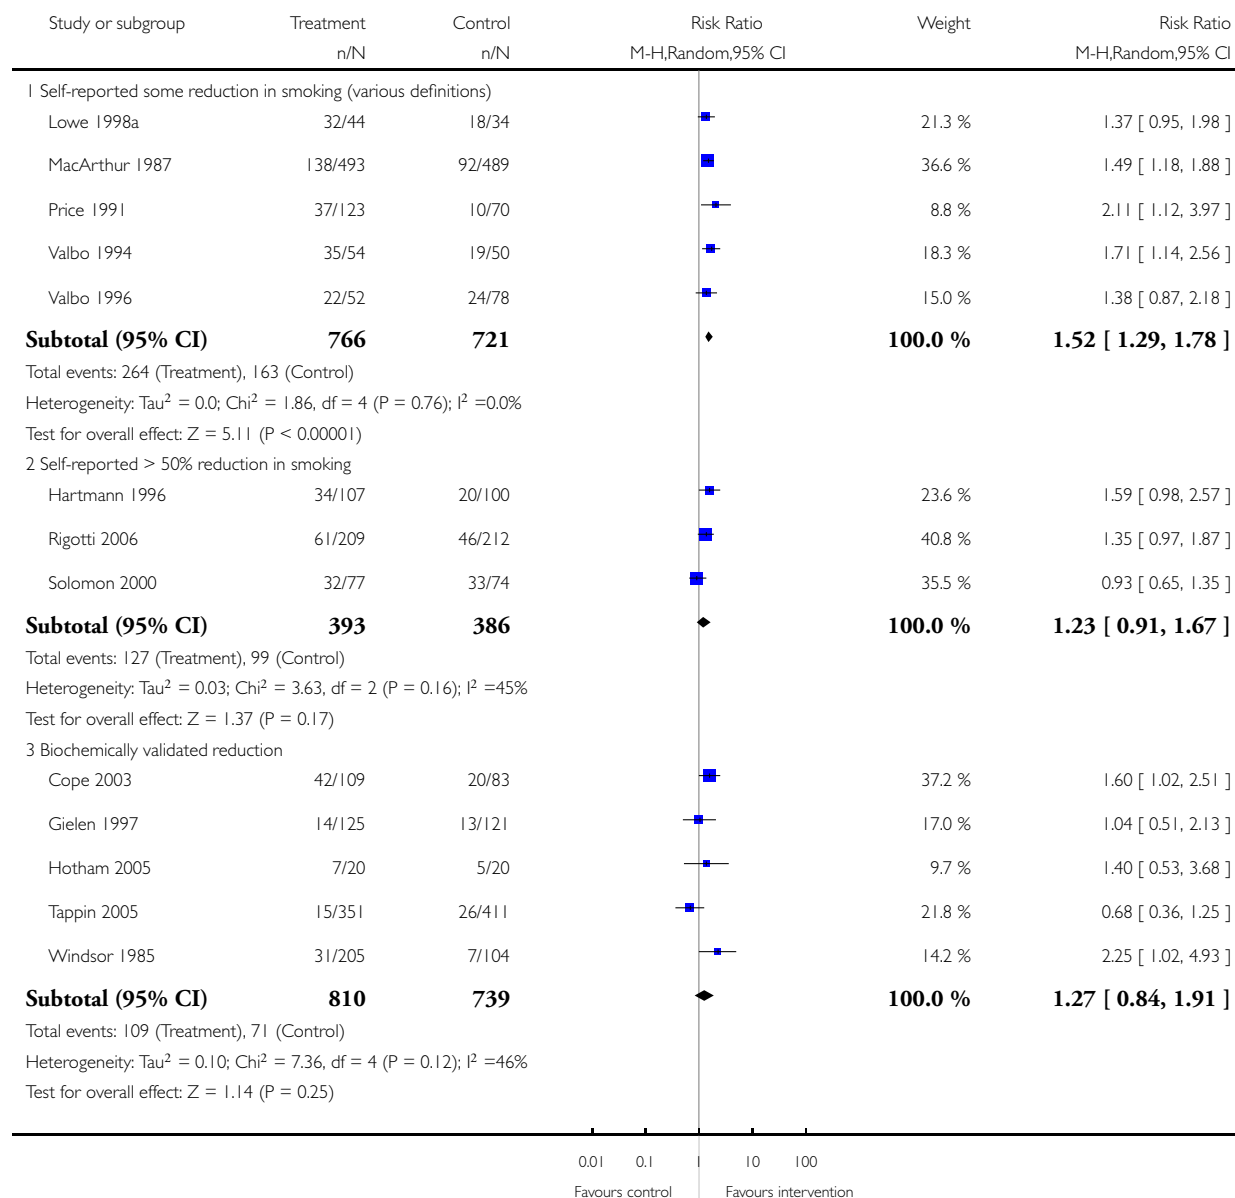 Study or subgroup Treatment Control Risk Ratio Weight Risk Ratio
n/N n/N M-H,Random,95% CI M-H,Random,95% CI
1 Self-reported some reduction in smoking (various definitions)
Lowe 1998a 32/44 18/34 21.3 % 1.37 [ 0.95, 1.98 ]
MacArthur 1987 138/493 92/489 36.6 % 1.49 [ 1.18, 1.88 ]
Price 1991 37/123 10/70 8.8 % 2.11 [ 1.12, 3.97 ]
Valbo 1994 35/54 19/50 18.3 % 1.71 [ 1.14, 2.56 ]
Valbo 1996 22/52 24/78 15.0 % 1.38 [ 0.87, 2.18 ]
Subtotal (95% CI) 766 721 100.0 % 1.52 [ 1.29, 1.78 ]
Total events: 264 (Treatment), 163 (Control)
Heterogeneity: Tau² = 0.0; Chi² = 1.86, df = 4 (P = 0.76); I² =0.0%
Test for overall effect: Z = 5.11 (P < 0.00001)
2 Self-reported > 50% reduction in smoking
Hartmann 1996 34/107 20/100 23.6 % 1.59 [ 0.98, 2.57 ]
Rigotti 2006 61/209 46/212 40.8 % 1.35 [ 0.97, 1.87 ]
Solomon 2000 32/77 33/74 35.5 % 0.93 [ 0.65, 1.35 ]
Subtotal (95% CI) 393 386 100.0 % 1.23 [ 0.91, 1.67 ]
Total events: 127 (Treatment), 99 (Control)
Heterogeneity: Tau² = 0.03; Chi² = 3.63, df = 2 (P = 0.16); I² =45%
Test for overall effect: Z = 1.37 (P = 0.17)
3 Biochemically validated reduction
Cope 2003 42/109 20/83 37.2 % 1.60 [ 1.02, 2.51 ]
Gielen 1997 14/125 13/121 17.0 % 1.04 [ 0.51, 2.13 ]
Hotham 2005 7/20 5/20 9.7 % 1.40 [ 0.53, 3.68 ]
Tappin 2005 15/351 26/411 21.8 % 0.68 [ 0.36, 1.25 ]
Windsor 1985 31/205 7/104 14.2 % 2.25 [ 1.02, 4.93 ]
Subtotal (95% CI) 810 739 100.0 % 1.27 [ 0.84, 1.91 ]
Total events: 109 (Treatment), 71 (Control)
Heterogeneity: Tau² = 0.10; Chi² = 7.36, df = 4 (P = 0.12); I² =46%
Test for overall effect: Z = 1.14 (P = 0.25)
0.01 0.1 1 10 100
Favours control Favours intervention